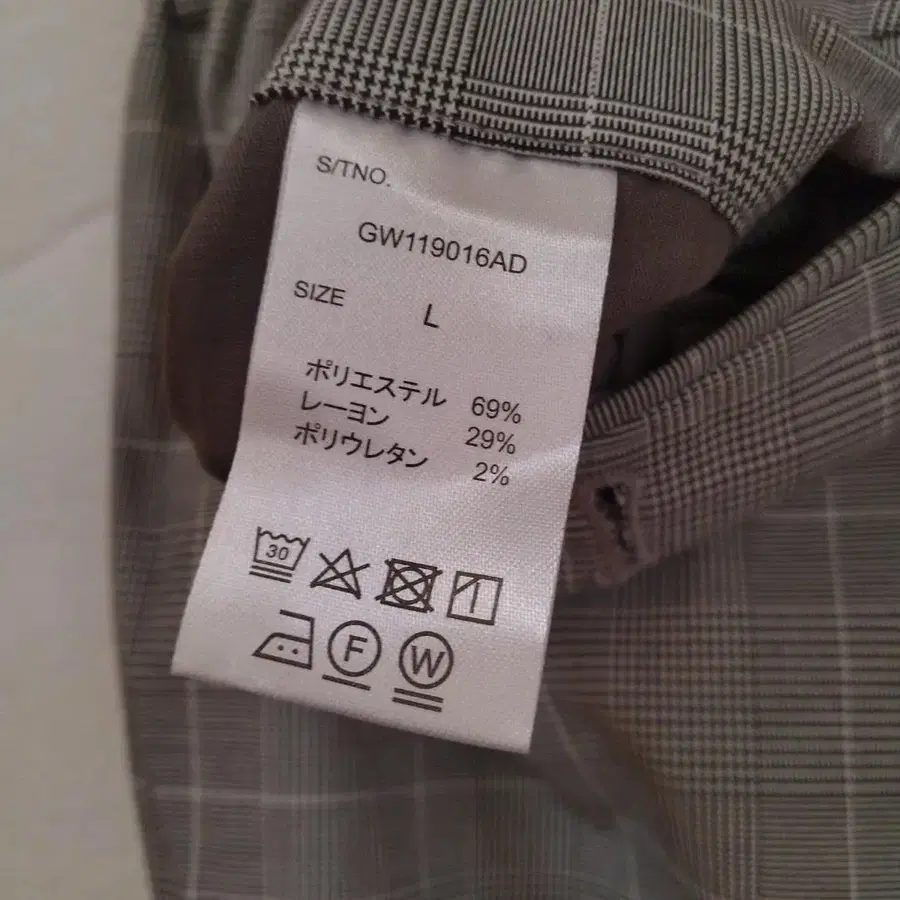 S/TNO.
GW119016AD
SIZE L
ポリエステル 69%
レーヨン 29%
ポリウレタン 2%
30
F W